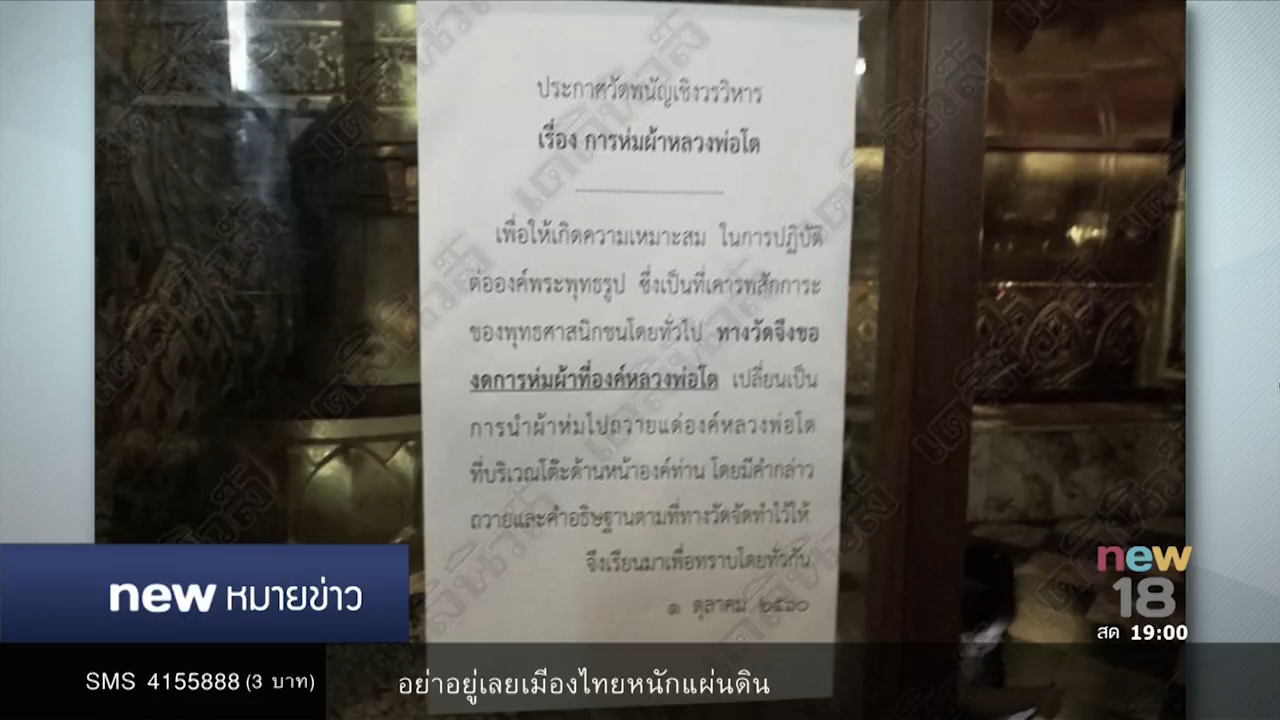 ประกาศวัดพนัญเชิงวรวิหาร
เรื่อง การห่มผ้าหลวงพ่อโต
เพื่อให้เกิดความเหมาะสม ในการปฏิบัติ
ต่อองค์พระพุทธรูป ซึ่งเป็นที่เคารพสักการะ
ของพุทธศาสนิกชนโดยทั่วไป ทางวัดจึงขอ
งดการห่มผ้าที่องค์หลวงพ่อโต เปลี่ยนเป็น
การนำผ้าห่มไปถวายแด่องค์หลวงพ่อโต
ที่บริเวณโต๊ะด้านหน้าองค์ท่าน โดยมีคำกล่าว
ถวายและคำอธิษฐานตามที่ทางวัดจัดทำไว้ให้
จึงเรียนมาเพื่อทราบโดยทั่วกัน
๑ ตุลาคม ๒๕๖๐
เดลินิวส์
new หมายข่าว
new
18
สด 19:00
SMS 4155888 (3 บาท)
อย่าอยู่เลยเมืองไทยหนักแผ่นดิน